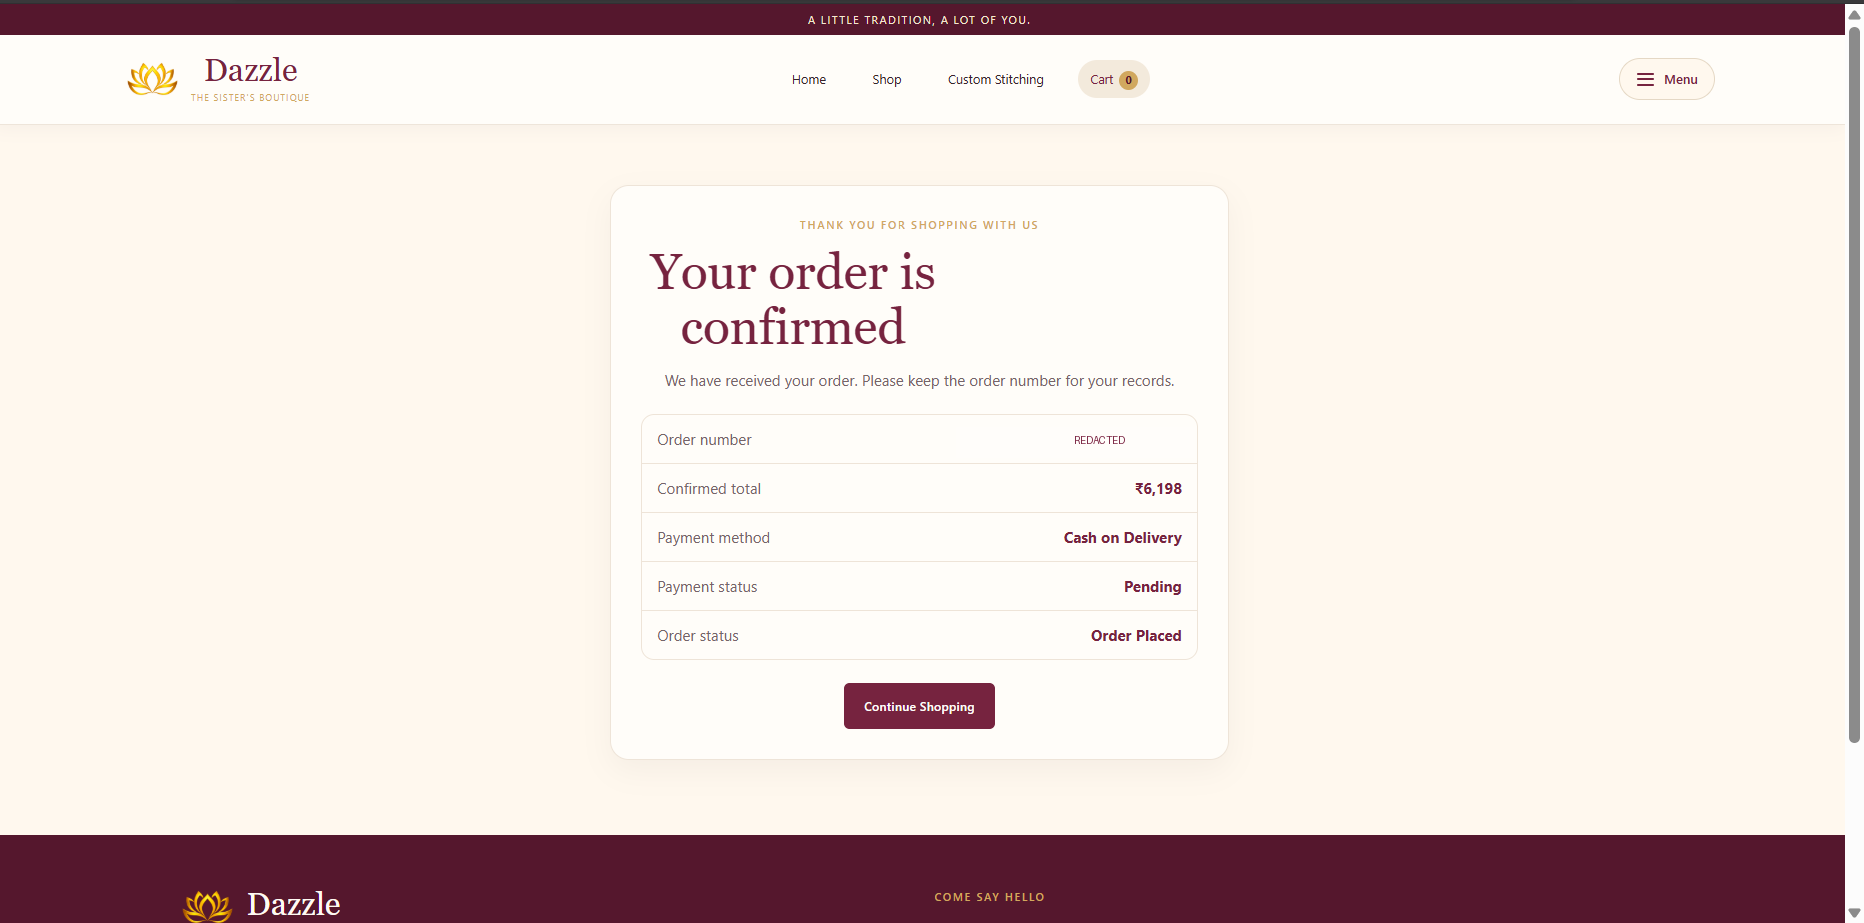 A LITTLE TRADITION, A LOT OF YOU.
Dazzle
THE SISTER'S BOUTIQUE
Home
Shop
Custom Stitching
Cart 0
Menu
THANK YOU FOR SHOPPING WITH US
Your order is
confirmed
We have received your order. Please keep the order number for your records.
Order number REDACTED
Confirmed total ₹6,198
Payment method Cash on Delivery
Payment status Pending
Order status Order Placed
Continue Shopping
Dazzle
COME SAY HELLO